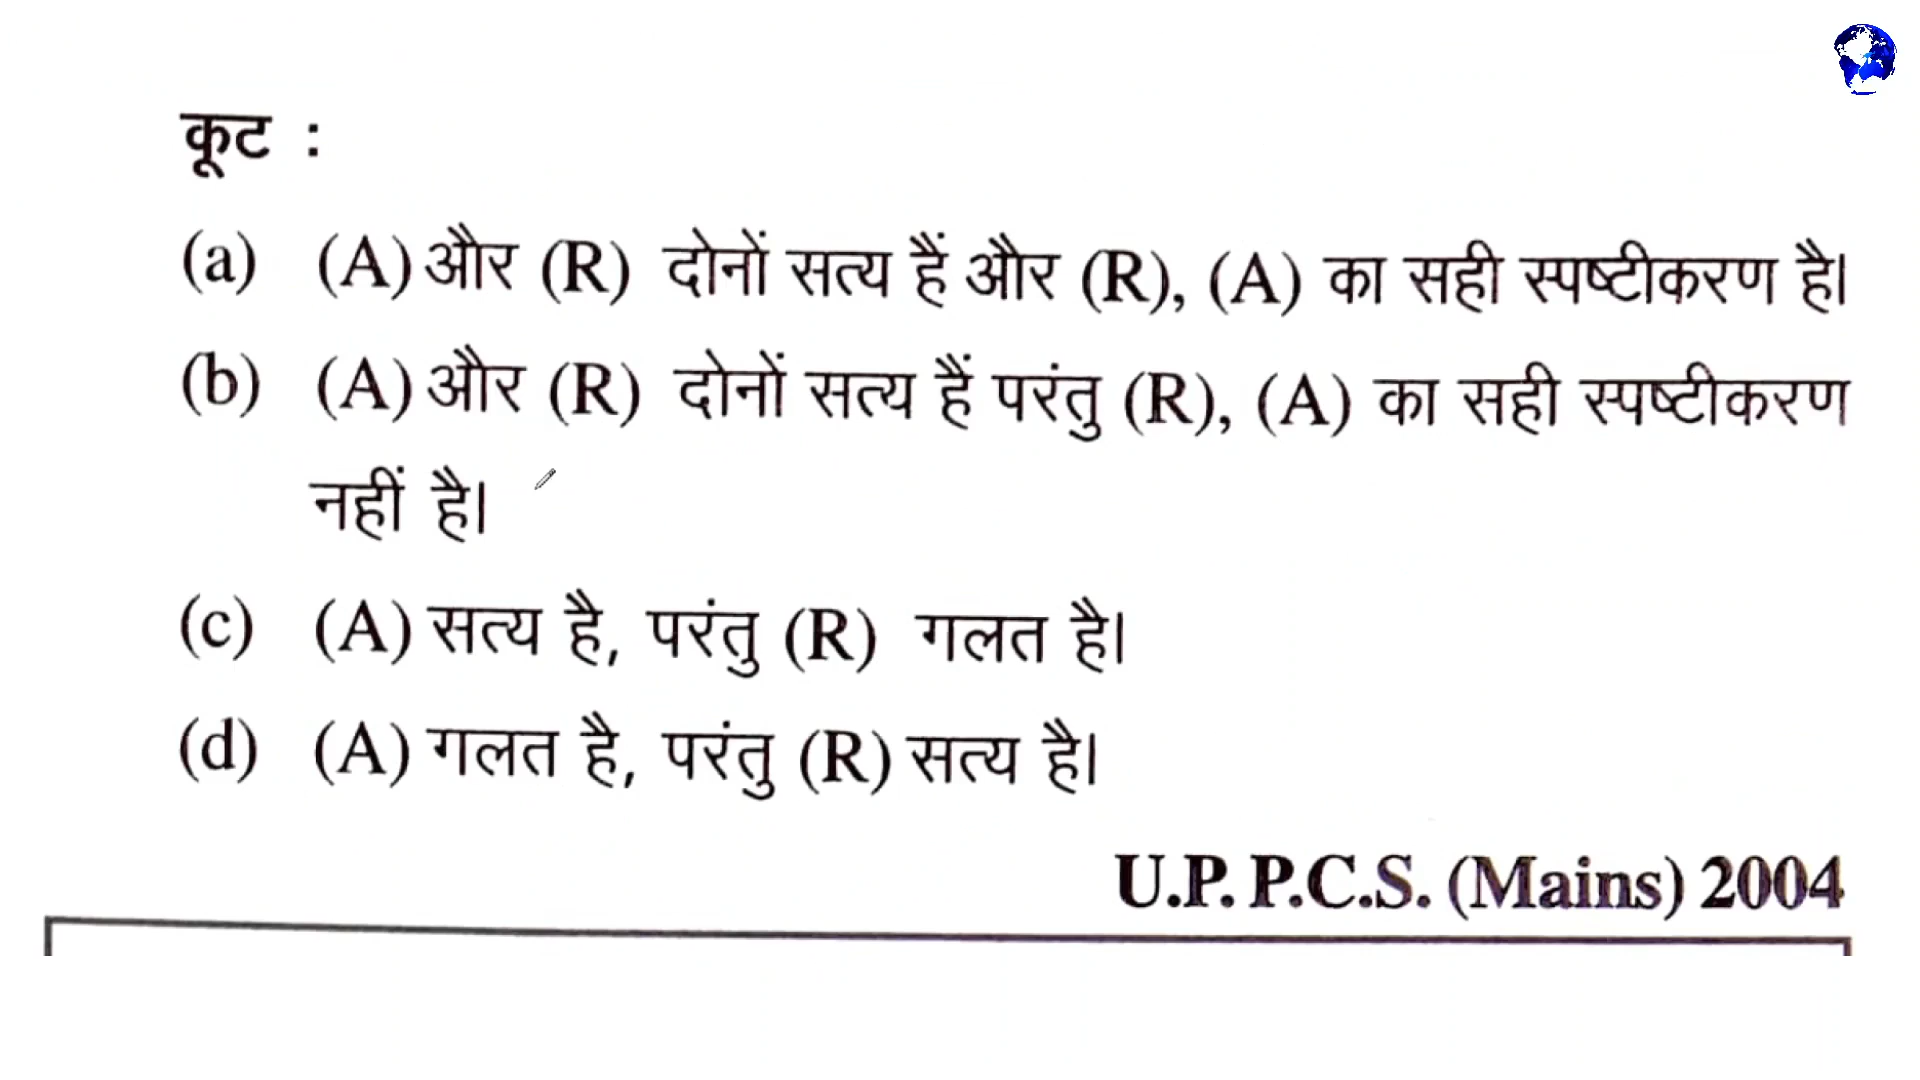 कूट :
(a) (A) और (R) दोनों सत्य हैं और (R), (A) का सही स्पष्टीकरण है।
(b) (A) और (R) दोनों सत्य हैं परंतु (R), (A) का सही स्पष्टीकरण
नहीं है।
(c) (A) सत्य है, परंतु (R) गलत है।
(d) (A) गलत है, परंतु (R) सत्य है।
U.P. P.C.S. (Mains) 2004